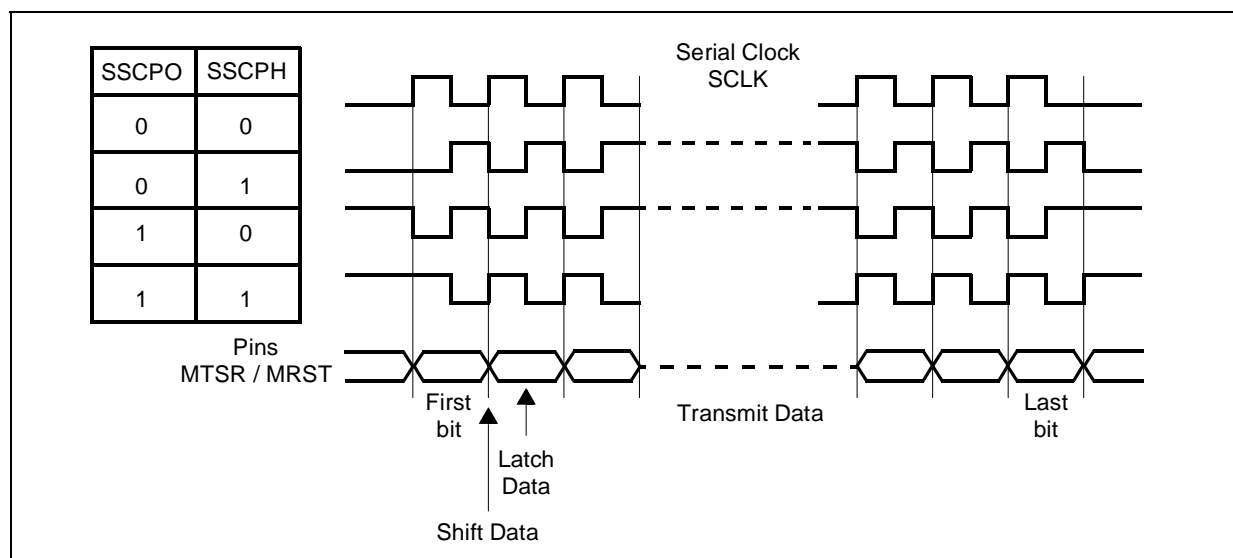 SSCPO SSCPH
0 0
0 1
1 0
1 1
Serial Clock
SCLK
Pins
MTSR / MRST
First
bit
Transmit Data
Last
bit
Latch
Data
Shift Data